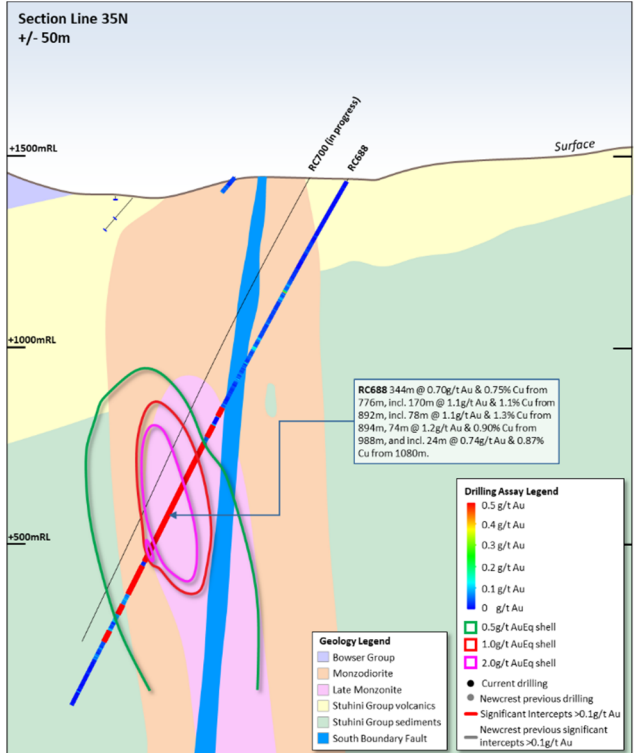 Section Line 35N
+/- 50m
RC700 (in progress)
RC688
+1500mRL
Surface
+1000mRL
RC688 344m @ 0.70g/t Au & 0.75% Cu from
776m, incl. 170m @ 1.1g/t Au & 1.1% Cu from
892m, incl. 78m @ 1.1g/t Au & 1.3% Cu from
894m, 74m @ 1.2g/t Au & 0.90% Cu from
988m, and incl. 24m @ 0.74g/t Au & 0.87%
Cu from 1080m.
+500mRL
Drilling Assay Legend
0.5 g/t Au
0.4 g/t Au
0.3 g/t Au
0.2 g/t Au
0.1 g/t Au
0 g/t Au
0.5g/t AuEq shell
1.0g/t AuEq shell
2.0g/t AuEq shell
Current drilling
Newcrest previous drilling
Significant Intercepts >0.1g/t Au
Newcrest previous significant
intercepts >0.1g/t Au
Geology Legend
Bowser Group
Monzodiorite
Late Monzonite
Stuhini Group volcanics
Stuhini Group sediments
South Boundary Fault